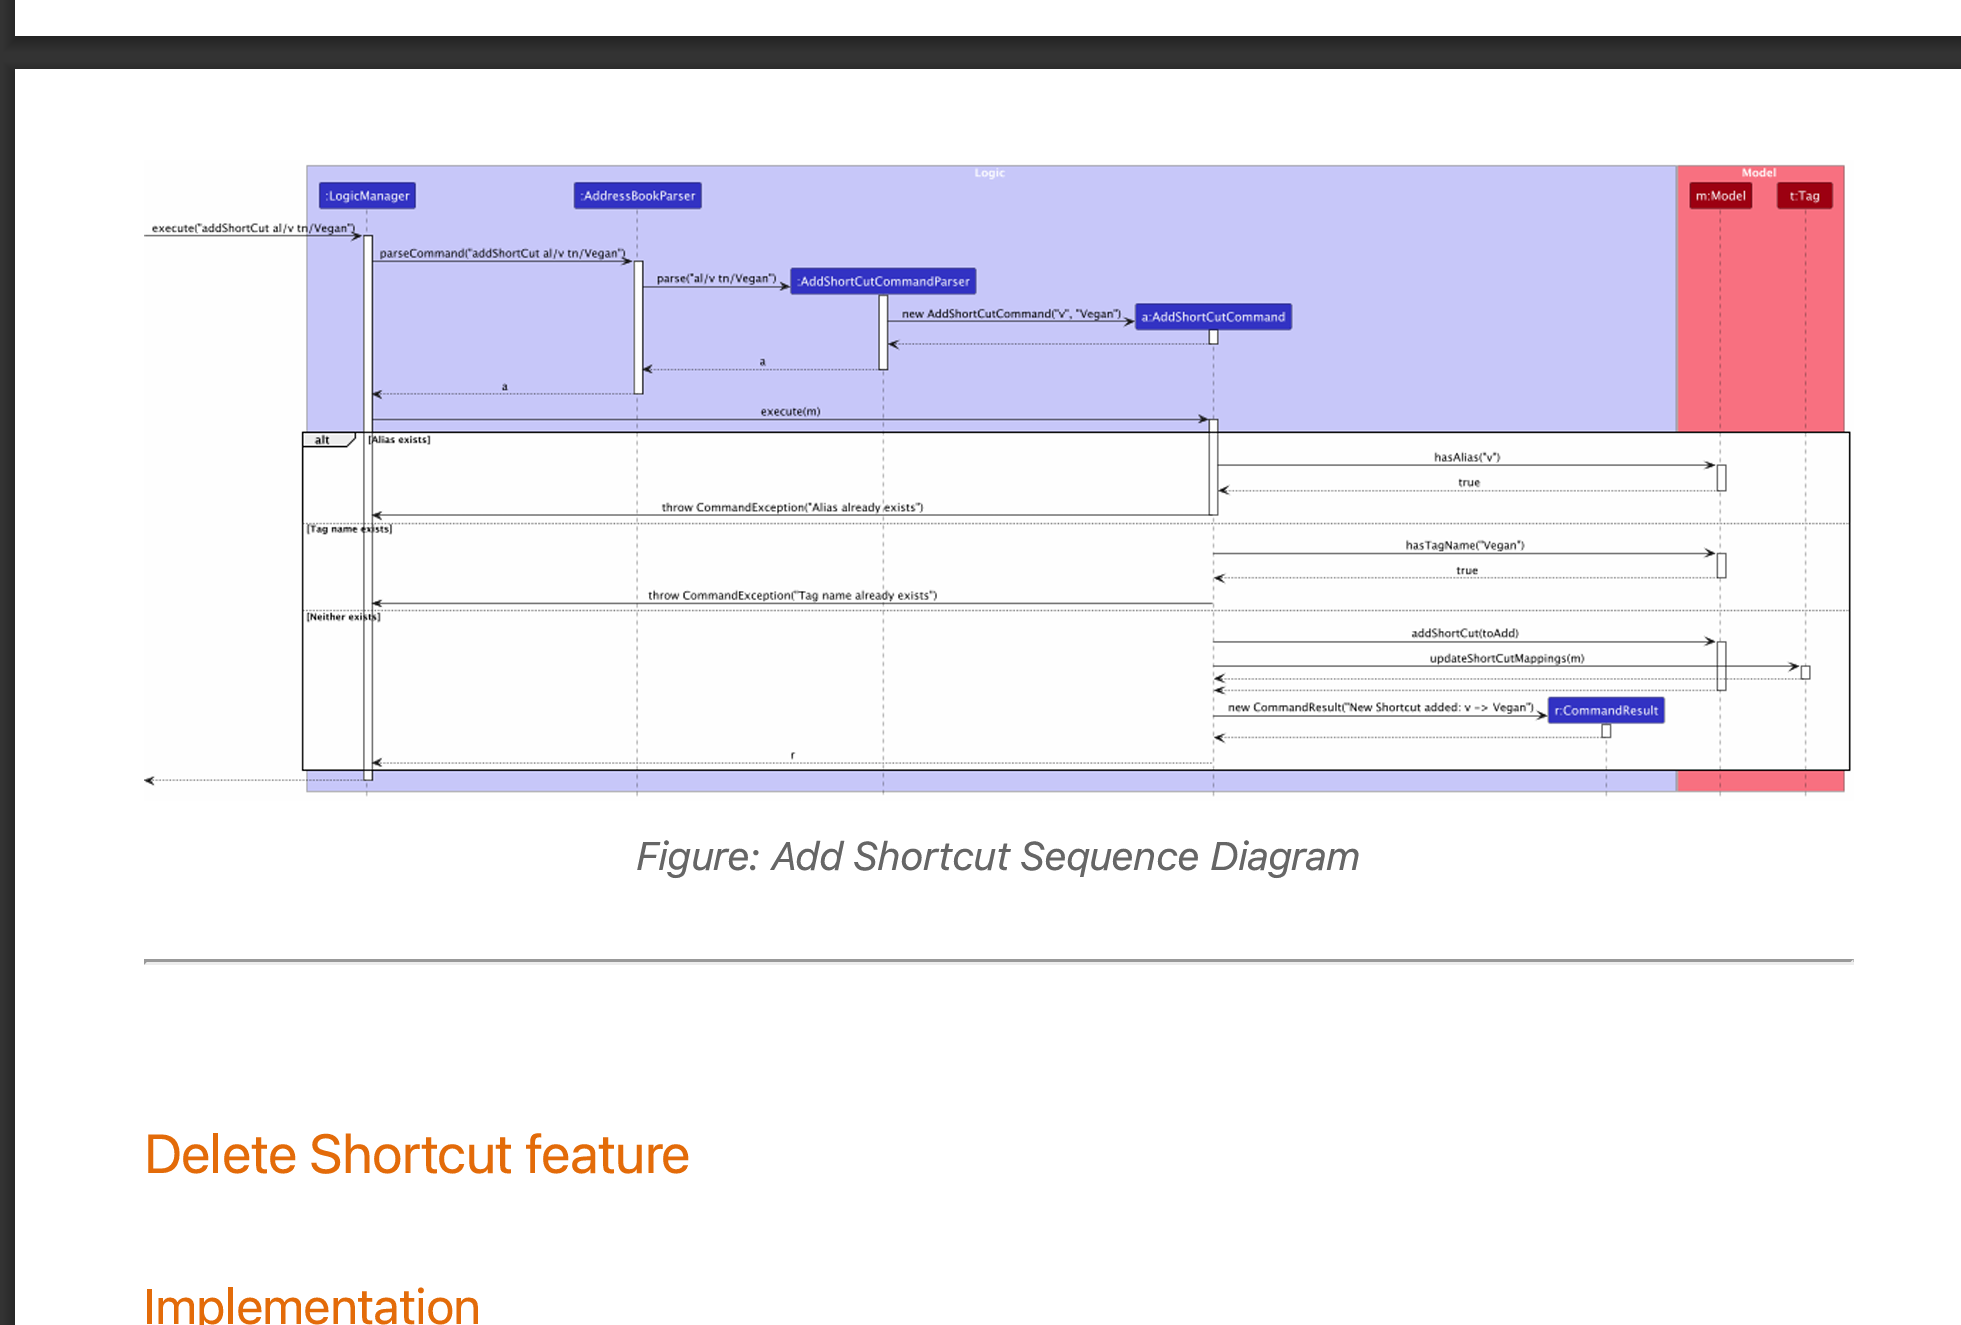 Logic
Model
:LogicManager
:AddressBookParser
m:Model
t:Tag
execute("addShortCut al/v tn/Vegan")
parseCommand("addShortCut al/v tn/Vegan")
parse("al/v tn/Vegan")
:AddShortCutCommandParser
new AddShortCutCommand("v", "Vegan")
a:AddShortCutCommand
a
a
execute(m)
alt
[Alias exists]
hasAlias("v")
true
throw CommandException("Alias already exists")
[Tag name exists]
hasTagName("Vegan")
true
throw CommandException("Tag name already exists")
[Neither exists]
addShortCut(toAdd)
updateShortCutMappings(m)
new CommandResult("New Shortcut added: v -> Vegan")
r:CommandResult
r
Figure: Add Shortcut Sequence Diagram
Delete Shortcut feature
Implementation